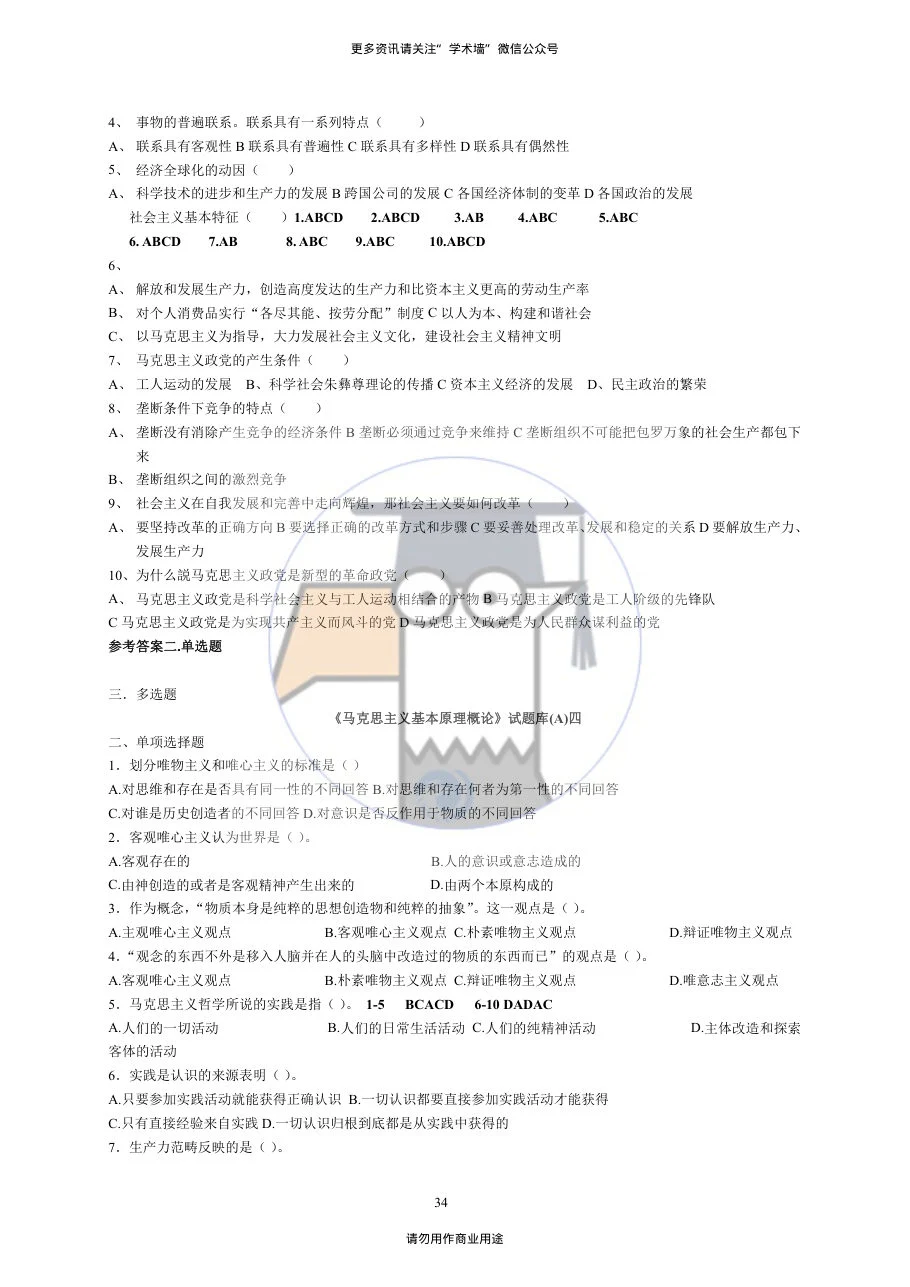 更多资讯请关注“学术墙”微信公众号
4、 事物的普遍联系。联系具有一系列特点（ ）
A、 联系具有客观性 B 联系具有普遍性 C 联系具有多样性 D 联系具有偶然性
5、 经济全球化的动因（ ）
A、 科学技术的进步和生产力的发展 B 跨国公司的发展 C 各国经济体制的变革 D 各国政治的发展
社会主义基本特征（ ）1.ABCD 2.ABCD 3.AB 4.ABC 5.ABC
6. ABCD 7.AB 8. ABC 9.ABC 10.ABCD
6、
A、 解放和发展生产力，创造高度发达的生产力和比资本主义更高的劳动生产率
B、 对个人消费品实行“各尽其能、按劳分配”制度 C 以人为本、构建和谐社会
C、 以马克思主义为指导，大力发展社会主义文化，建设社会主义精神文明
7、 马克思主义政党的产生条件（ ）
A、 工人运动的发展 B、科学社会朱彝尊理论的传播 C 资本主义经济的发展 D、民主政治的繁荣
8、 垄断条件下竞争的特点（ ）
A、 垄断没有消除产生竞争的经济条件 B 垄断必须通过竞争来维持 C 垄断组织不可能把包罗万象的社会生产都包下
来
B、 垄断组织之间的激烈竞争
9、 社会主义在自我发展和完善中走向辉煌，那社会主义要如何改革（ ）
A、 要坚持改革的正确方向 B 要选择正确的改革方式和步骤 C 要妥善处理改革、发展和稳定的关系 D 要解放生产力、
发展生产力
10、为什么説马克思主义政党是新型的革命政党（ ）
A、 马克思主义政党是科学社会主义与工人运动相结合的产物 B 马克思主义政党是工人阶级的先锋队
C 马克思主义政党是为实现共产主义而风斗的党 D 马克思主义政党是为人民群众谋利益的党
参考答案二.单选题
三．多选题
《马克思主义基本原理概论》试题库(A)四
二、单项选择题
1．划分唯物主义和唯心主义的标准是（ ）
A.对思维和存在是否具有同一性的不同回答 B.对思维和存在何者为第一性的不同回答
C.对谁是历史创造者的不同回答 D.对意识是否反作用于物质的不同回答
2．客观唯心主义认为世界是（ ）。
A.客观存在的 B.人的意识或意志造成的
C.由神创造的或者是客观精神产生出来的 D.由两个本原构成的
3．作为概念，“物质本身是纯粹的思想创造物和纯粹的抽象”。这一观点是（ ）。
A.主观唯心主义观点 B.客观唯心主义观点 C.朴素唯物主义观点 D.辩证唯物主义观点
4．“观念的东西不外是移入人脑并在人的头脑中改造过的物质的东西而已”的观点是（ ）。
A.客观唯心主义观点 B.朴素唯物主义观点 C.辩证唯物主义观点 D.唯意志主义观点
5．马克思主义哲学所说的实践是指（ ）。 1-5 BCACD 6-10 DADAC
A.人们的一切活动 B.人们的日常生活活动 C.人们的纯精神活动 D.主体改造和探索
客体的活动
6．实践是认识的来源表明（ ）。
A.只要参加实践活动就能获得正确认识 B.一切认识都要直接参加实践活动才能获得
C.只有直接经验来自实践 D.一切认识归根到底都是从实践中获得的
7．生产力范畴反映的是（ ）。
34
请勿用作商业用途